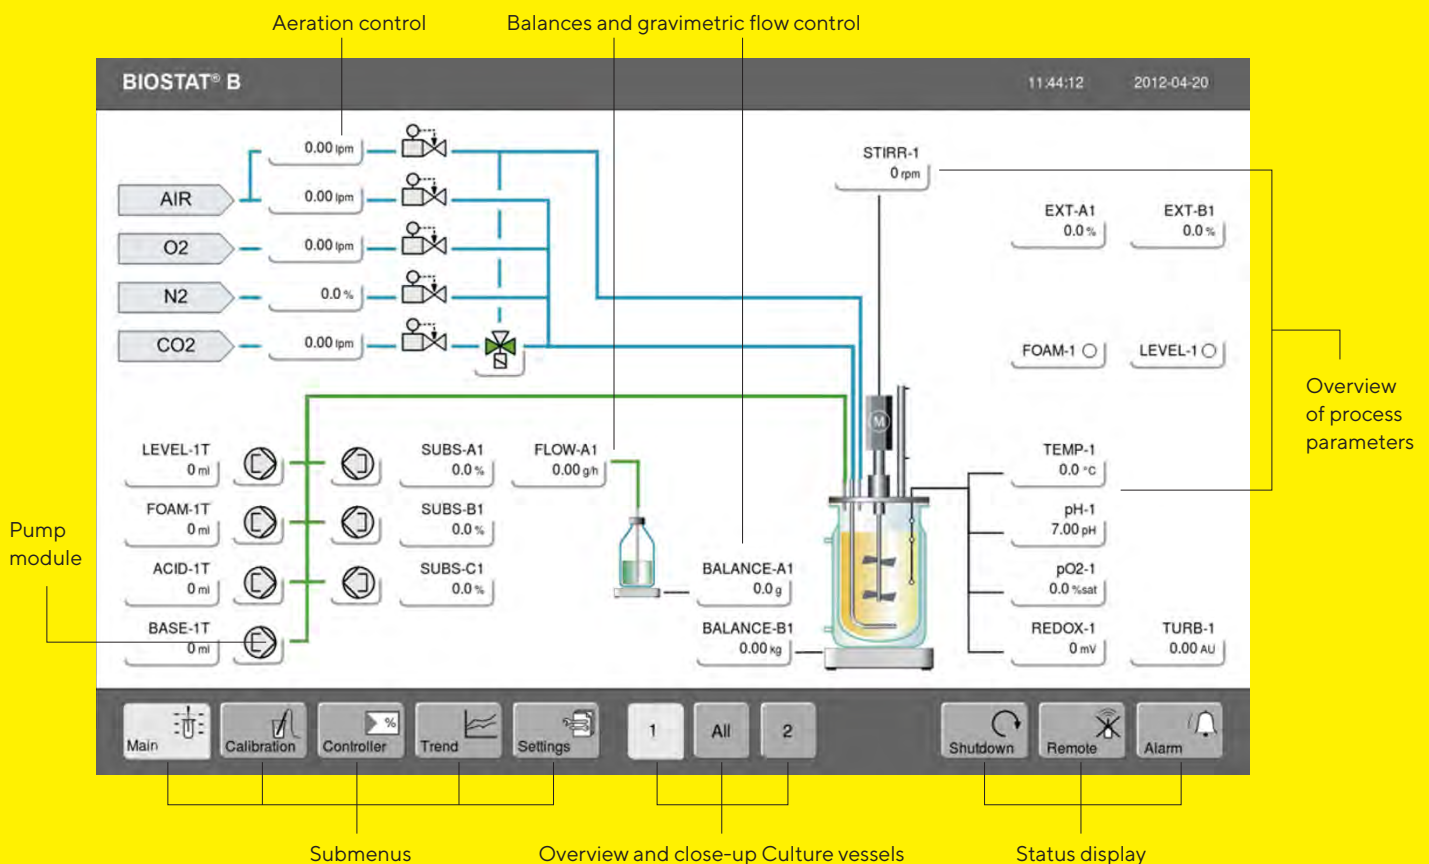 Aeration control
Balances and gravimetric flow control
BIOSTAT® B
11:44:12
2012-04-20
0.00 lpm
AIR
0.00 lpm
O2
0.00 lpm
N2
0.0 %
CO2
0.00 lpm
STIRR-1
0 rpm
EXT-A1
0.0 %
EXT-B1
0.0 %
FOAM-1
LEVEL-1
Overview
of process
parameters
M
LEVEL-1T
0 ml
SUBS-A1
0.0 %
FLOW-A1
0.00 g/h
FOAM-1T
0 ml
SUBS-B1
0.0 %
ACID-1T
0 ml
SUBS-C1
0.0 %
BASE-1T
0 ml
Pump
module
BALANCE-A1
0.0 g
BALANCE-B1
0.00 kg
TEMP-1
0.0 °C
pH-1
7.00 pH
pO2-1
0.0 %sat
REDOX-1
0 mV
TURB-1
0.00 AU
Main
Calibration
%
Controller
Trend
Settings
1
All
2
Shutdown
Remote
Alarm
Submenus
Overview and close-up Culture vessels
Status display